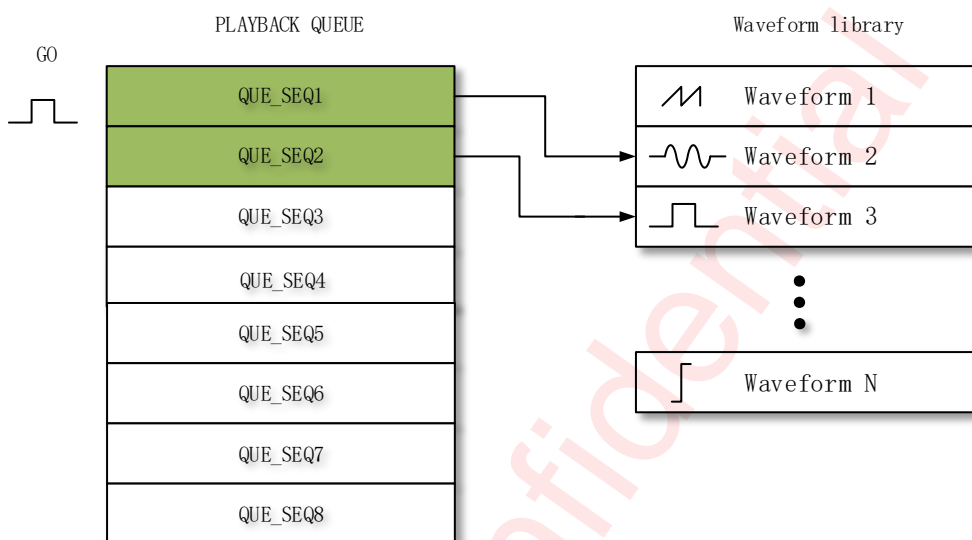 PLAYBACK QUEUE
Waveform library
GO
QUE_SEQ1
QUE_SEQ2
QUE_SEQ3
QUE_SEQ4
QUE_SEQ5
QUE_SEQ6
QUE_SEQ7
QUE_SEQ8
Waveform 1
Waveform 2
Waveform 3
Waveform N
nfidential